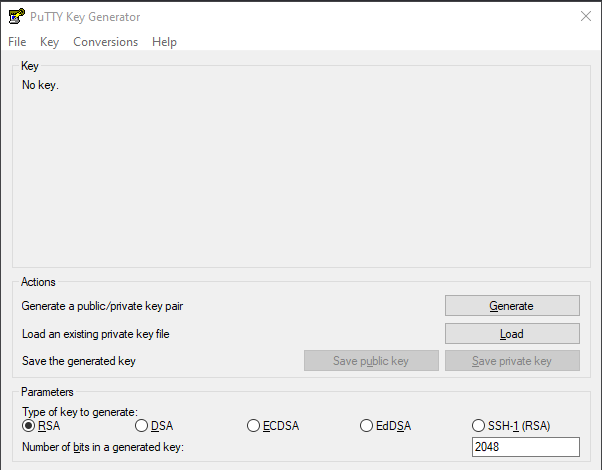 PuTTY Key Generator
File Key Conversions Help
Key
No key.
Actions
Generate a public/private key pair Generate
Load an existing private key file Load
Save the generated key Save public key Save private key
Parameters
Type of key to generate:
RSA DSA ECDSA EdDSA SSH-1 (RSA)
Number of bits in a generated key: 2048